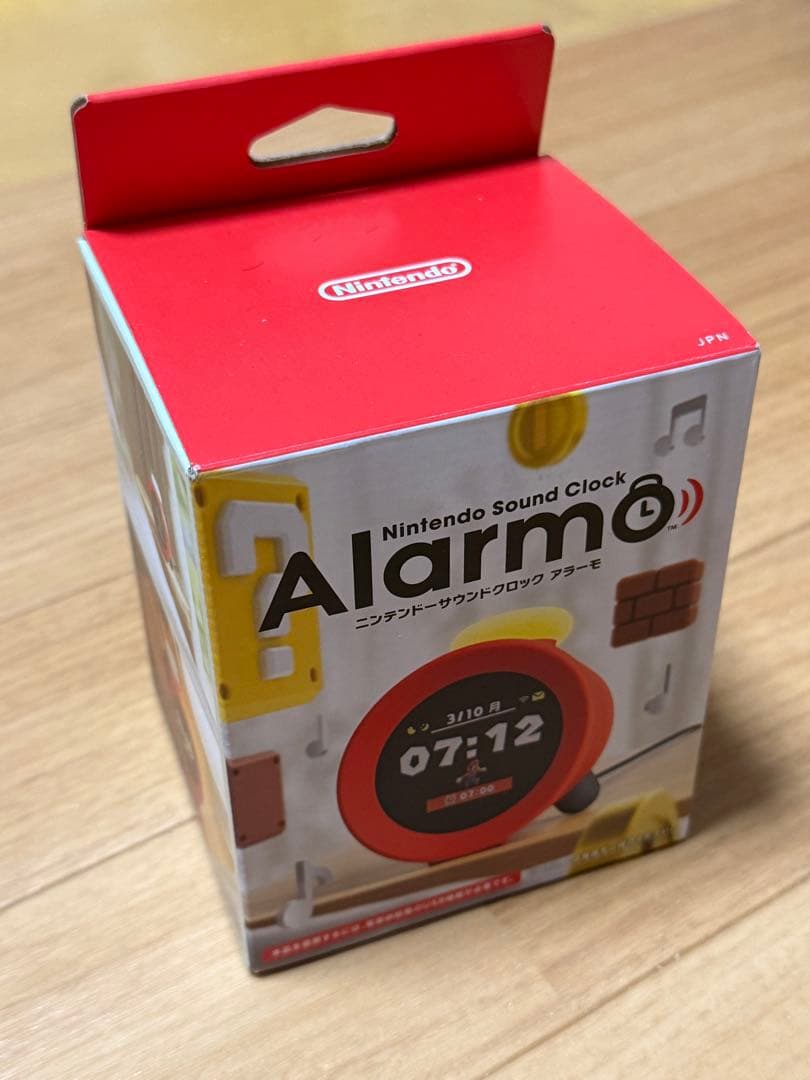 Nintendo
JPN
Nintendo Sound Clock
Alarmo
TM
ニンテンドーサウンドクロック アラーモ
3/10 月
07:12
07:00